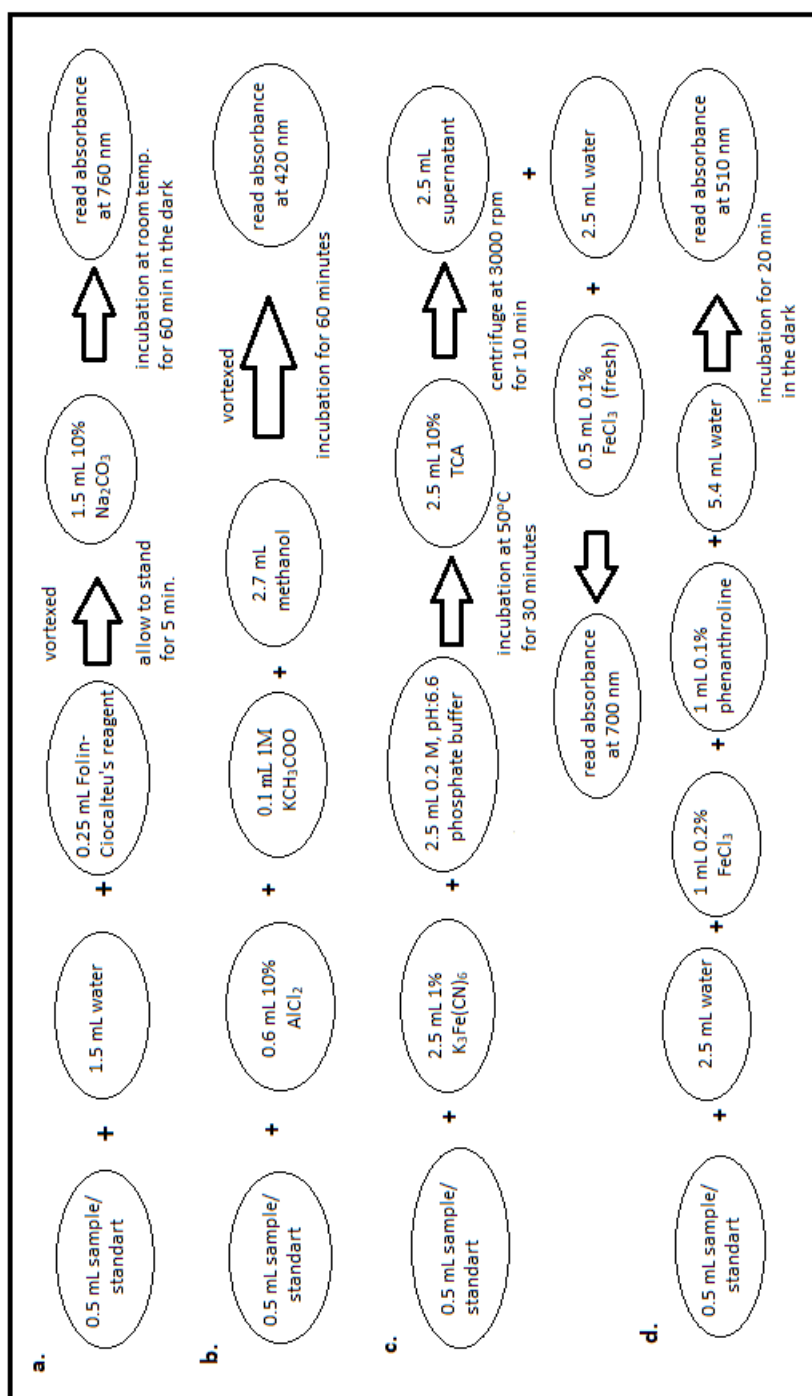 a.
0.5 mL sample/
standart
+
1.5 mL water
+
0.25 mL Folin-
Ciocalteu's reagent
vortexed
allow to stand
for 5 min.
1.5 mL 10%
Na₂CO₃
incubation at room temp.
for 60 min in the dark
read absorbance
at 760 nm
b.
0.5 mL sample/
standart
+
0.6 mL 10%
AlCl₂
+
0.1 mL 1M
KCH₃COO
+
2.7 mL
methanol
vortexed
incubation for 60 minutes
read absorbance
at 420 nm
c.
0.5 mL sample/
standart
+
2.5 mL 1%
K₃Fe(CN)₆
+
2.5 mL 0.2 M, pH:6.6
phosphate buffer
incubation at 50°C
for 30 minutes
2.5 mL 10%
TCA
centrifuge at 3000 rpm
for 10 min
2.5 mL
supernatant
+
2.5 mL water
+
0.5 mL 0.1%
FeCl₃ (fresh)
read absorbance
at 700 nm
d.
0.5 mL sample/
standart
+
2.5 mL water
+
1 mL 0.2%
FeCl₃
+
1 mL 0.1%
phenanthroline
+
5.4 mL water
incubation for 20 min
in the dark
read absorbance
at 510 nm